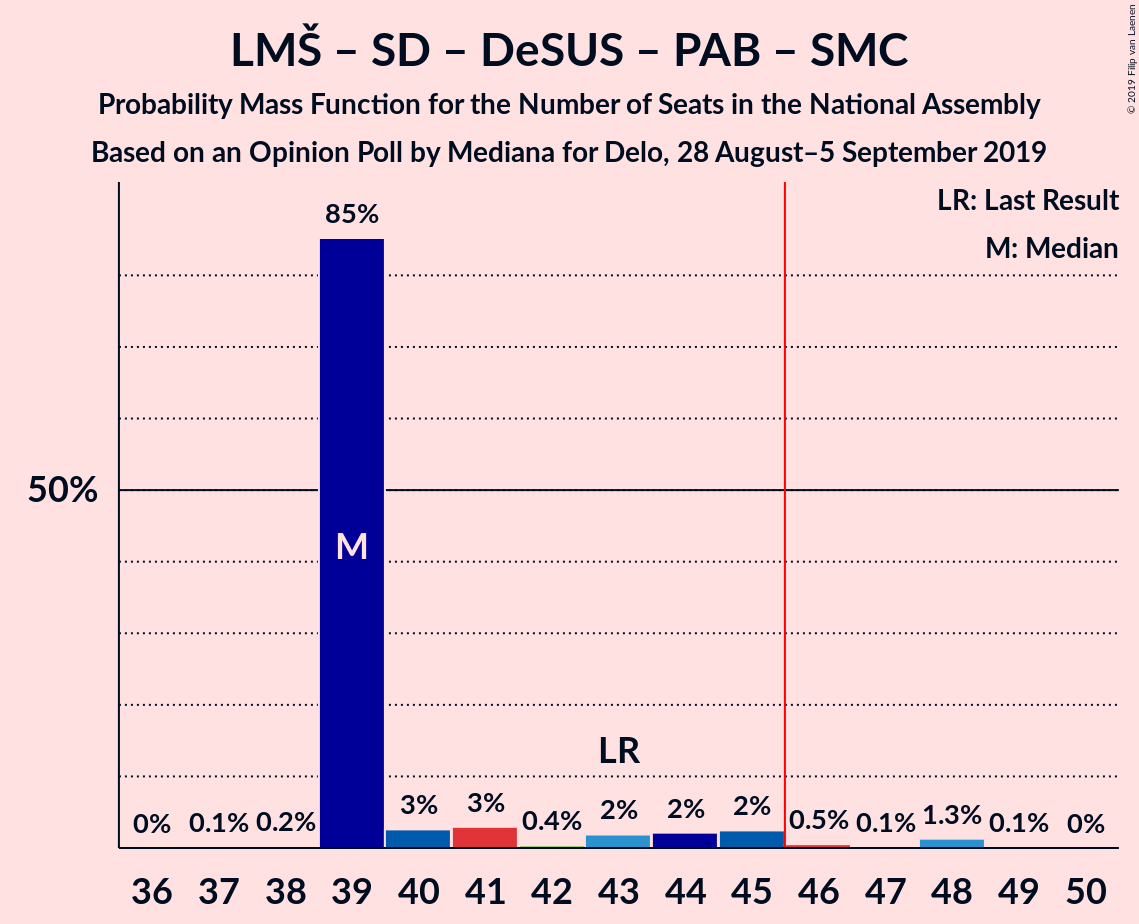 LMŠ – SD – DeSUS – PAB – SMC
Probability Mass Function for the Number of Seats in the National Assembly
Based on an Opinion Poll by Mediana for Delo, 28 August–5 September 2019
© 2019 Filip van Laenen
LR: Last Result
M: Median
85%
50%
M
LR
0% 0.1% 0.2% 3% 3% 0.4% 2% 2% 2% 0.5% 0.1% 1.3% 0.1% 0%
36 37 38 39 40 41 42 43 44 45 46 47 48 49 50